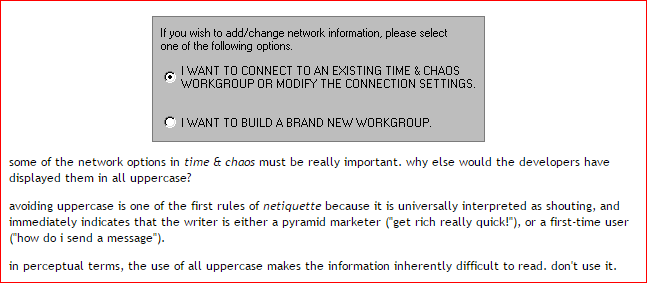 If you wish to add/change network information, please select
one of the following options.
I WANT TO CONNECT TO AN EXISTING TIME & CHAOS
WORKGROUP OR MODIFY THE CONNECTION SETTINGS.
I WANT TO BUILD A BRAND NEW WORKGROUP.
some of the network options in time & chaos must be really important. why else would the developers have
displayed them in all uppercase?
avoiding uppercase is one of the first rules of netiquette because it is universally interpreted as shouting, and
immediately indicates that the writer is either a pyramid marketer ("get rich really quick!"), or a first-time user
("how do i send a message").
in perceptual terms, the use of all uppercase makes the information inherently difficult to read. don't use it.